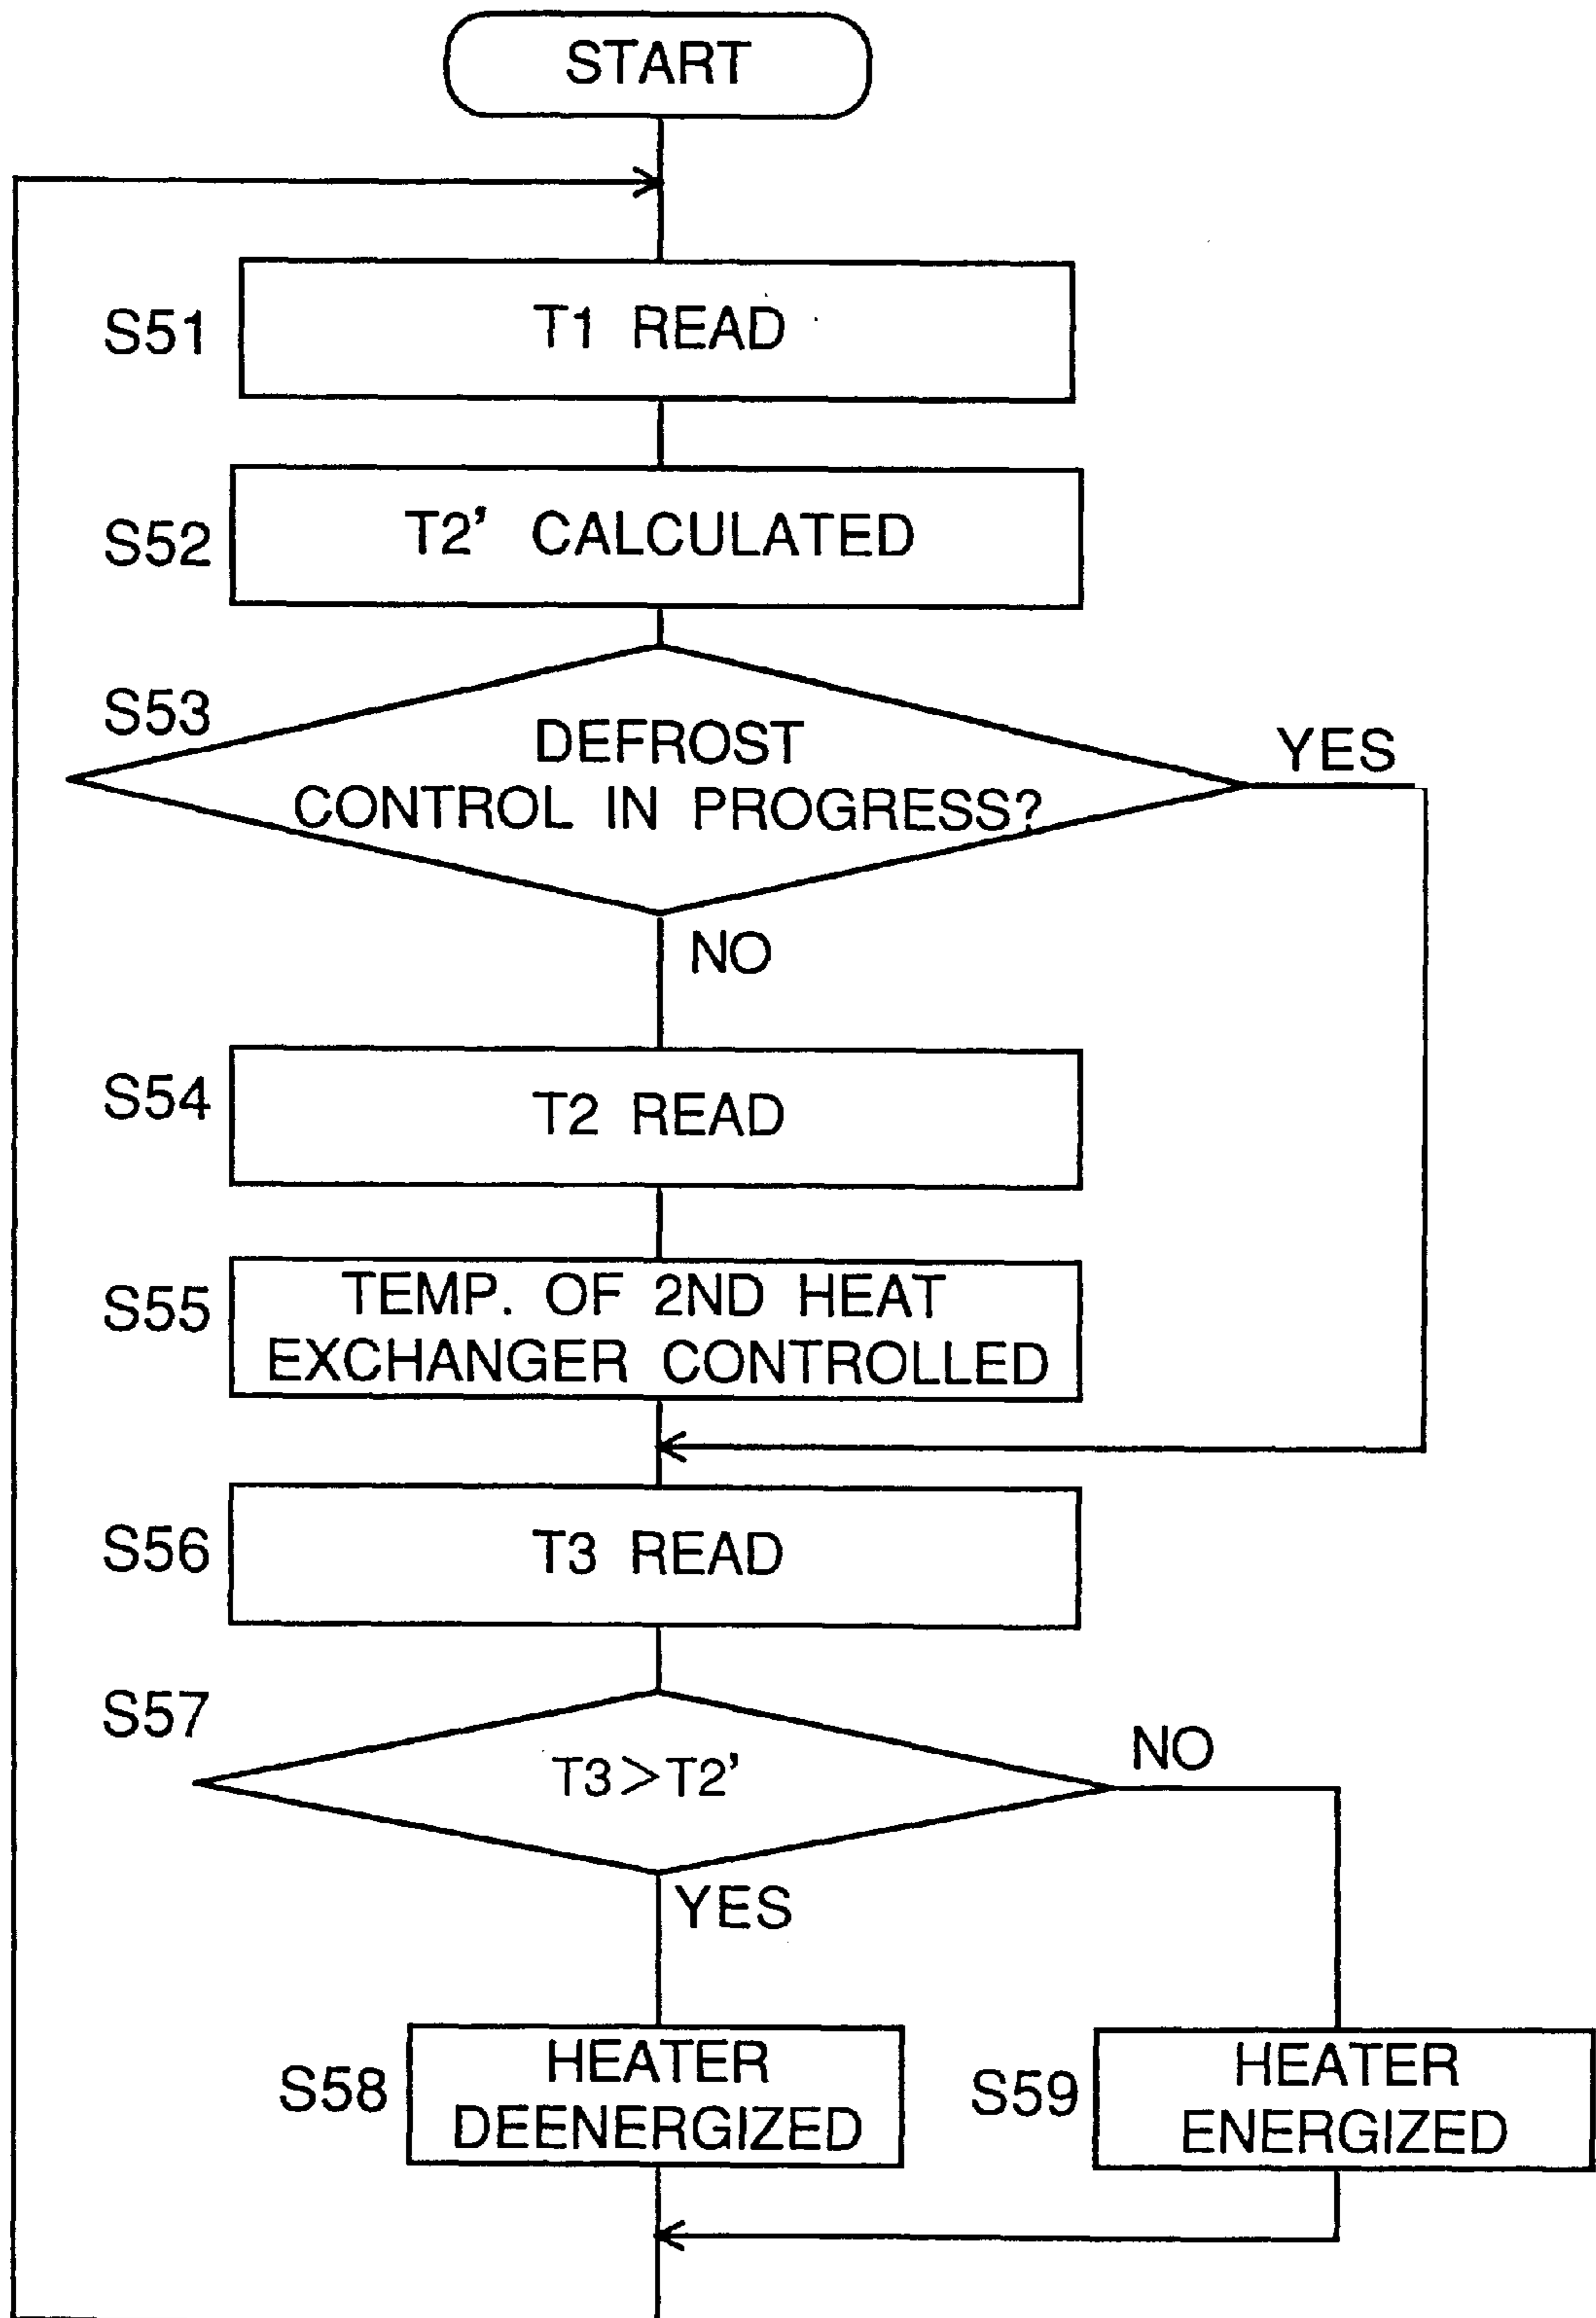 START
S51
T1 READ
S52
T2' CALCULATED
S53
DEFROST
CONTROL IN PROGRESS?
YES
NO
S54
T2 READ
S55
TEMP. OF 2ND HEAT
EXCHANGER CONTROLLED
S56
T3 READ
S57
T3>T2'
NO
YES
S58
HEATER
DEENERGIZED
S59
HEATER
ENERGIZED